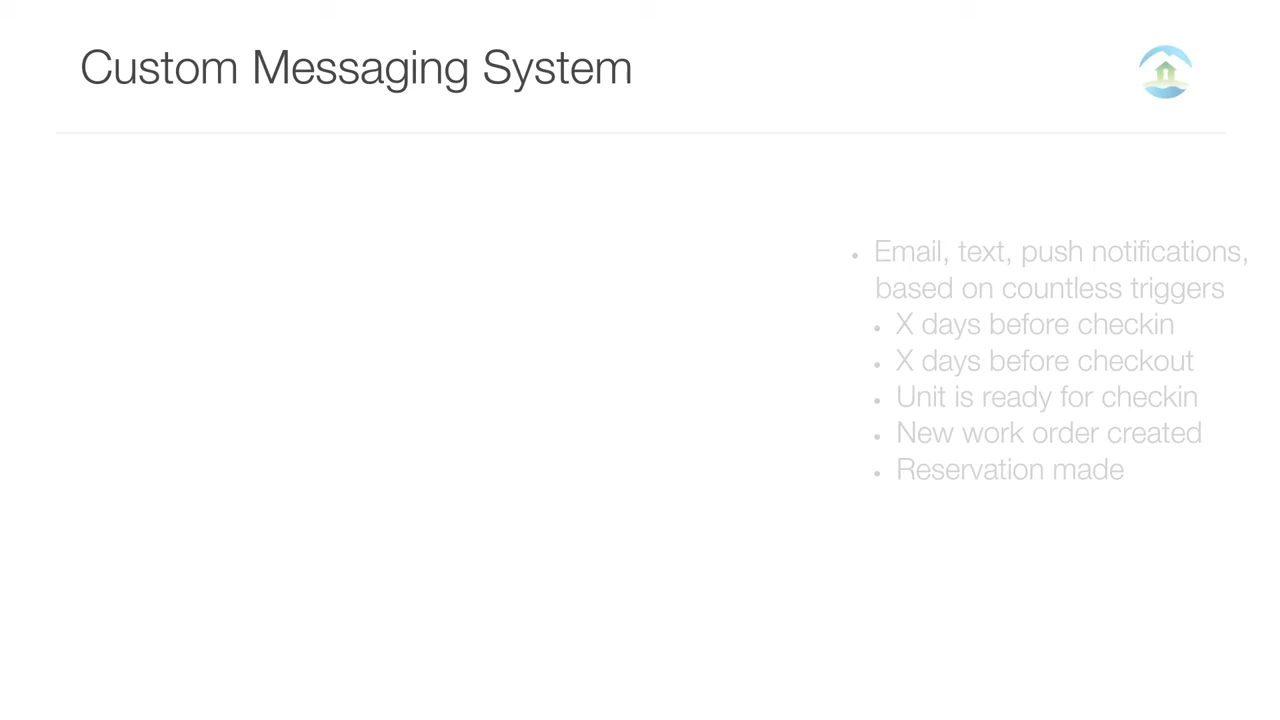 Custom Messaging System
• Email, text, push notifications,
based on countless triggers
• X days before checkin
• X days before checkout
• Unit is ready for checkin
• New work order created
• Reservation made